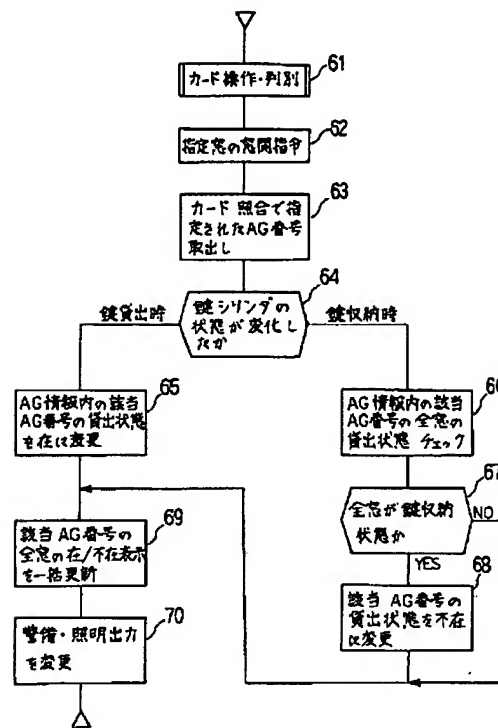 61
カード操作・判別
62
指定窓の窓開指令
63
カード照合で
指定されたAG番号
取出し
64
鍵シリンダの
状態が変化し
たか
鍵貸出時
鍵収納時
65
AG情報内の該当
AG番号の貸出状態
を在に変更
66
AG情報内の該当
AG番号の全窓の
貸出状態 チェック
67
全窓が鍵収納
状態か
NO
YES
68
該当 AG番号の
貸出状態を不在
に変更
69
該当 AG番号の
全窓の在/不在表示
を一括更新
70
警備・照明出力
を変更